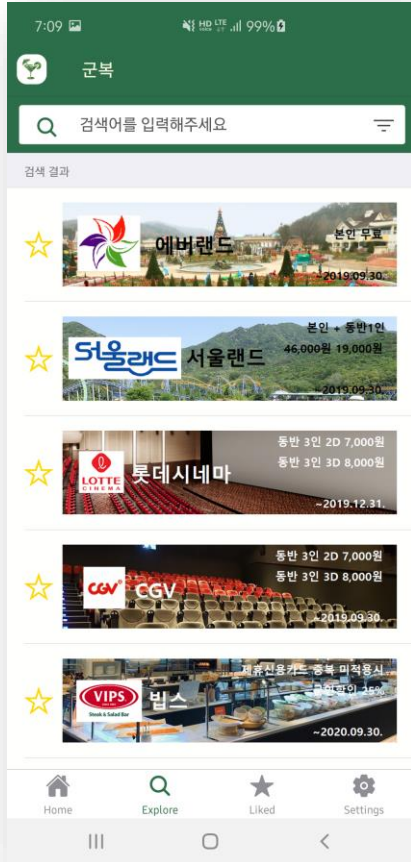 7:09
HD LTE 99%
군복
검색어를 입력해주세요
검색 결과
에버랜드
본인 무료
~2019.09.30.
서울랜드
서울랜드
본인 + 동반1인
46,000원 19,000원
~2019.09.30.
LOTTE
CINEMA
롯데시네마
동반 3인 2D 7,000원
동반 3인 3D 8,000원
~2019.12.31.
CGV
CGV
동반 3인 2D 7,000원
동반 3인 3D 8,000원
~2019.09.30.
VIPS
Steak & Salad Bar
빕스
제휴신용카드 중복 미적용시
25%
~2020.09.30.
Home
Explore
Liked
Settings